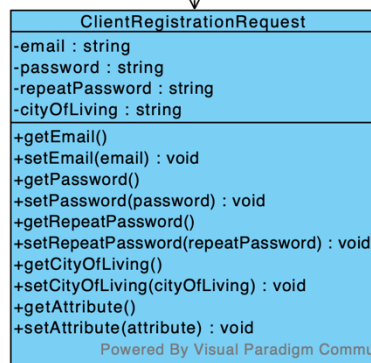 ClientRegistrationRequest
-email : string
-password : string
-repeatPassword : string
-cityOfLiving : string
+getEmail()
+setEmail(email) : void
+getPassword()
+setPassword(password) : void
+getRepeatPassword()
+setRepeatPassword(repeatPassword) : void
+getCityOfLiving()
+setCityOfLiving(cityOfLiving) : void
+getAttribute()
+setAttribute(attribute) : void
Powered By Visual Paradigm Commu